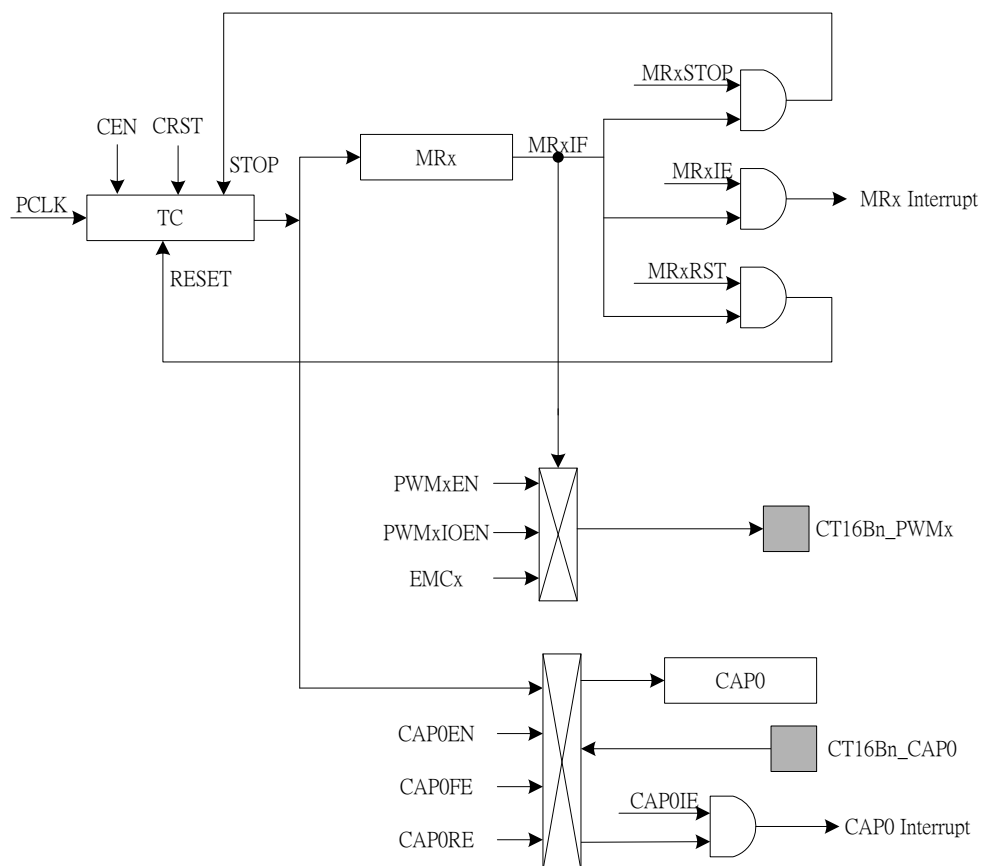 MRxSTOP
CEN
CRST
STOP
MRx
MRxIF
MRxIE
MRx Interrupt
PCLK
TC
RESET
MRxRST
PWMxEN
PWMxIOEN
EMCx
CT16Bn_PWMx
CAP0
CAP0EN
CT16Bn_CAP0
CAP0FE
CAP0IE
CAP0RE
CAP0 Interrupt